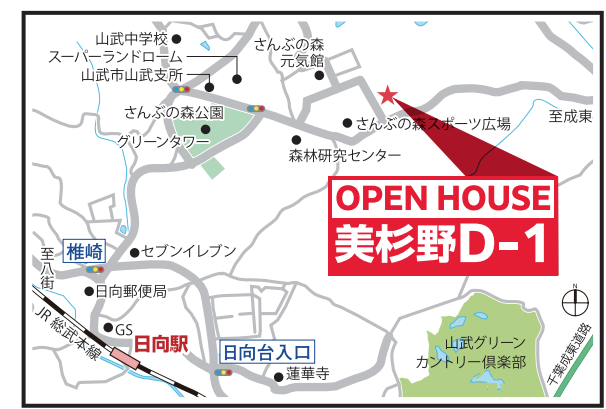 山武中学校
スーパーランドローム
山武市山武支所
さんぶの森
元気館
さんぶの森公園
グリーンタワー
さんぶの森スポーツ広場
至成東
森林研究センター
OPEN HOUSE
美杉野D-1
至八街
椎崎
セブンイレブン
日向郵便局
GS
JR 総武本線
日向駅
日向台入口
蓮華寺
山武グリーン
カントリー倶楽部
N
千葉成東道路